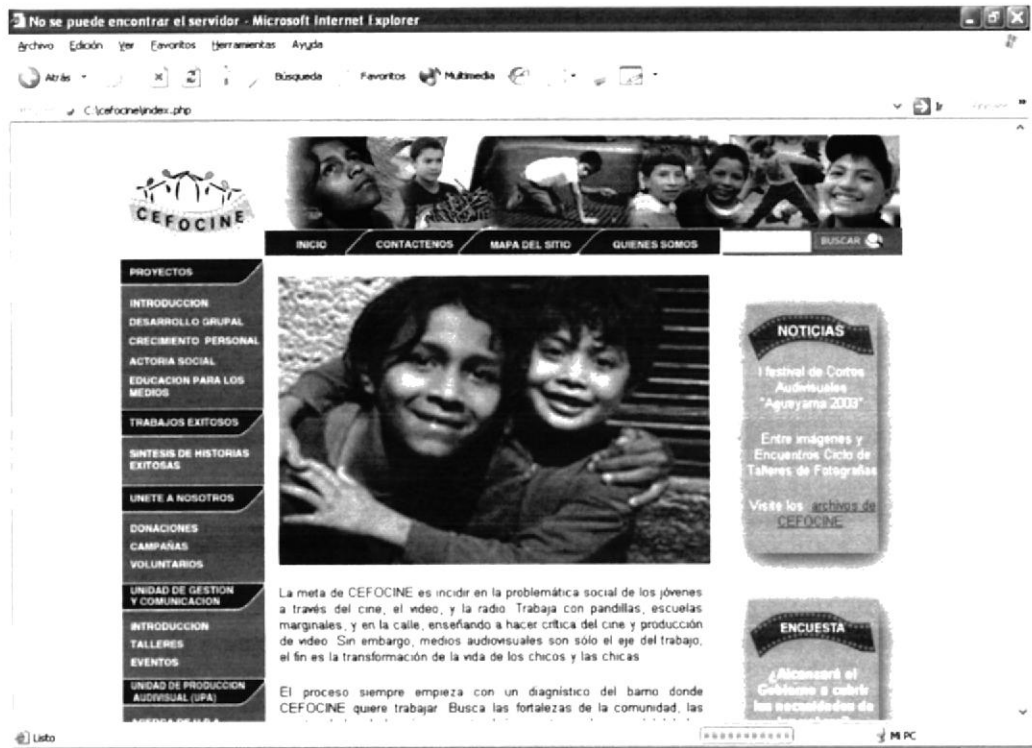 No se puede encontrar el servidor - Microsoft Internet Explorer
Archivo Edición Ver Favoritos Herramientas Ayuda
Atrás Búsqueda Favoritos Multimedia
C:\cefocine\index.php Ir
CEFOCINE
INICIO CONTACTENOS MAPA DEL SITIO QUIENES SOMOS BUSCAR
PROYECTOS
INTRODUCCION
DESARROLLO GRUPAL
CRECIMIENTO PERSONAL
ACTORIA SOCIAL
EDUCACION PARA LOS
MEDIOS
TRABAJOS EXITOSOS
SINTESIS DE HISTORIAS
EXITOSAS
UNETE A NOSOTROS
DONACIONES
CAMPAÑAS
VOLUNTARIOS
UNIDAD DE GESTION
Y COMUNICACION
INTRODUCCION
TALLERES
EVENTOS
UNIDAD DE PRODUCCION
AUDIVISUAL (UPA)
La meta de CEFOCINE es incidir en la problemática social de los jóvenes
a través del cine, el video, y la radio. Trabaja con pandillas, escuelas
marginales, y en la calle, enseñando a hacer crítica del cine y producción
de video. Sin embargo, medios audiovisuales son sólo el eje del trabajo,
el fin es la transformación de la vida de los chicos y las chicas
El proceso siempre empieza con un diagnóstico del barrio donde
CEFOCINE quiere trabajar. Busca las fortalezas de la comunidad, las
NOTICIAS
I festival de Cortos
Audivisuales
"Aguayama 2003"
Entre imágenes y
Encuentros Ciclo de
Talleres de Fotografias
Visite los archivos de
CEFOCINE
ENCUESTA
¿Alcanzará el
Gobierno a cubrir
las necesidades de
Listo
Mi PC